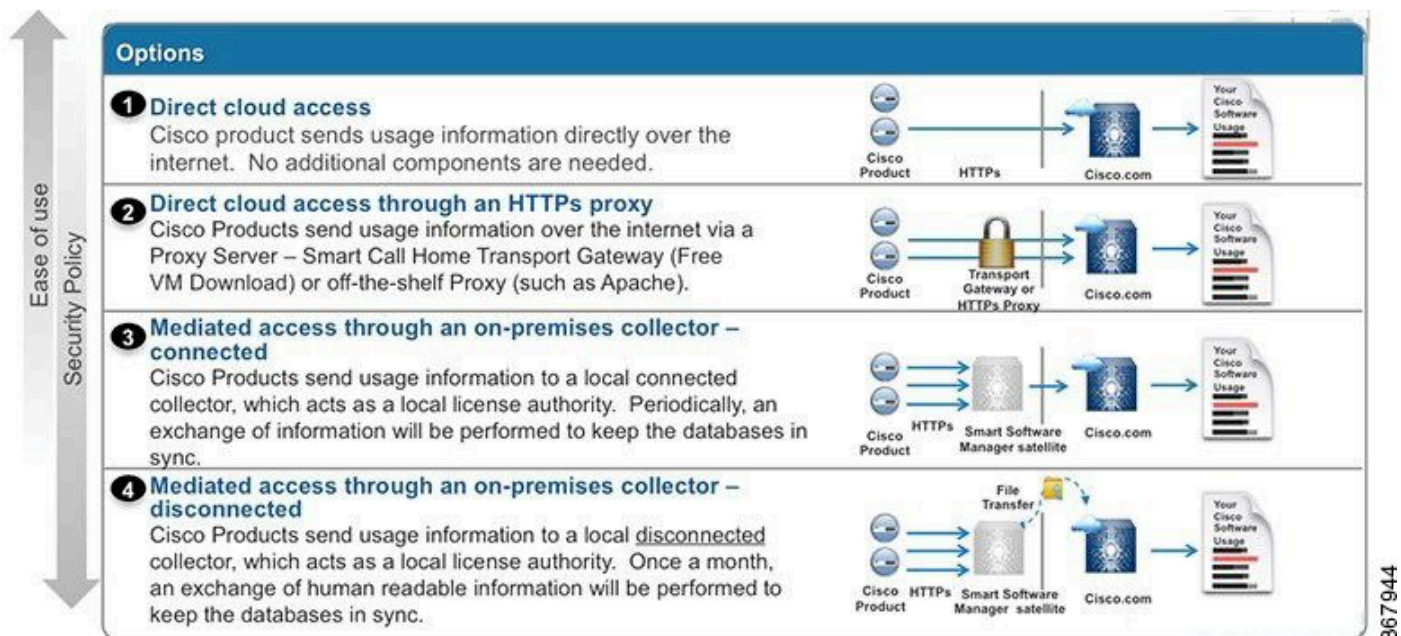 Ease of use
Security Policy
Options
1 Direct cloud access
Cisco product sends usage information directly over the
internet. No additional components are needed.
Cisco
Product
HTTPs
Cisco.com
Your
Cisco
Software
Usage
2 Direct cloud access through an HTTPs proxy
Cisco Products send usage information over the internet via a
Proxy Server – Smart Call Home Transport Gateway (Free
VM Download) or off-the-shelf Proxy (such as Apache).
Cisco
Product
Transport
Gateway or
HTTPs Proxy
Cisco.com
Your
Cisco
Software
Usage
3 Mediated access through an on-premises collector –
connected
Cisco Products send usage information to a local connected
collector, which acts as a local license authority. Periodically, an
exchange of information will be performed to keep the databases in
sync.
Cisco
Product
HTTPs
Smart Software
Manager satellite
Cisco.com
Your
Cisco
Software
Usage
4 Mediated access through an on-premises collector –
disconnected
Cisco Products send usage information to a local disconnected
collector, which acts as a local license authority. Once a month,
an exchange of human readable information will be performed to
keep the databases in sync.
File
Transfer
Cisco
Product
HTTPs
Smart Software
Manager satellite
Cisco.com
Your
Cisco
Software
Usage
367944